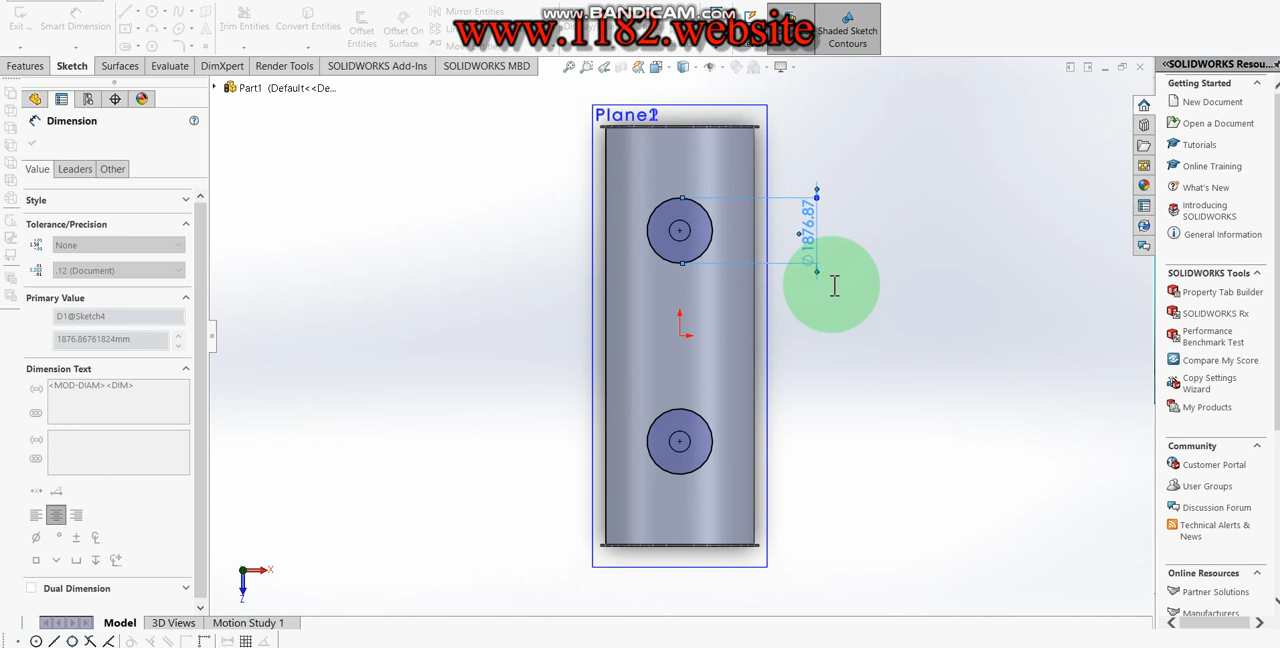 www.BANDICAM.com
www.1182.website
Exit ...
Smart Dimension
Trim Entities
Convert Entities
Offset
Entities
Offset On
Surface
Mirror Entities
Shaded Sketch
Contours
Features
Sketch
Surfaces
Evaluate
DimXpert
Render Tools
SOLIDWORKS Add-Ins
SOLIDWORKS MBD
Part1 (Default<<De...
Dimension
Value
Leaders
Other
Style
Tolerance/Precision
None
.12 (Document)
Primary Value
D1@Sketch4
1876.86761824mm
Dimension Text
<MOD-DIAM><DIM>
Dual Dimension
Model
3D Views
Motion Study 1
∅1876.87
X
Z
SOLIDWORKS Resou...
Getting Started
New Document
Open a Document
Tutorials
Online Training
What's New
Introducing
SOLIDWORKS
General Information
SOLIDWORKS Tools
Property Tab Builder
SOLIDWORKS Rx
Performance
Benchmark Test
Compare My Score
Copy Settings
Wizard
My Products
Community
Customer Portal
User Groups
Discussion Forum
Technical Alerts &
News
Online Resources
Partner Solutions
Manufacturers